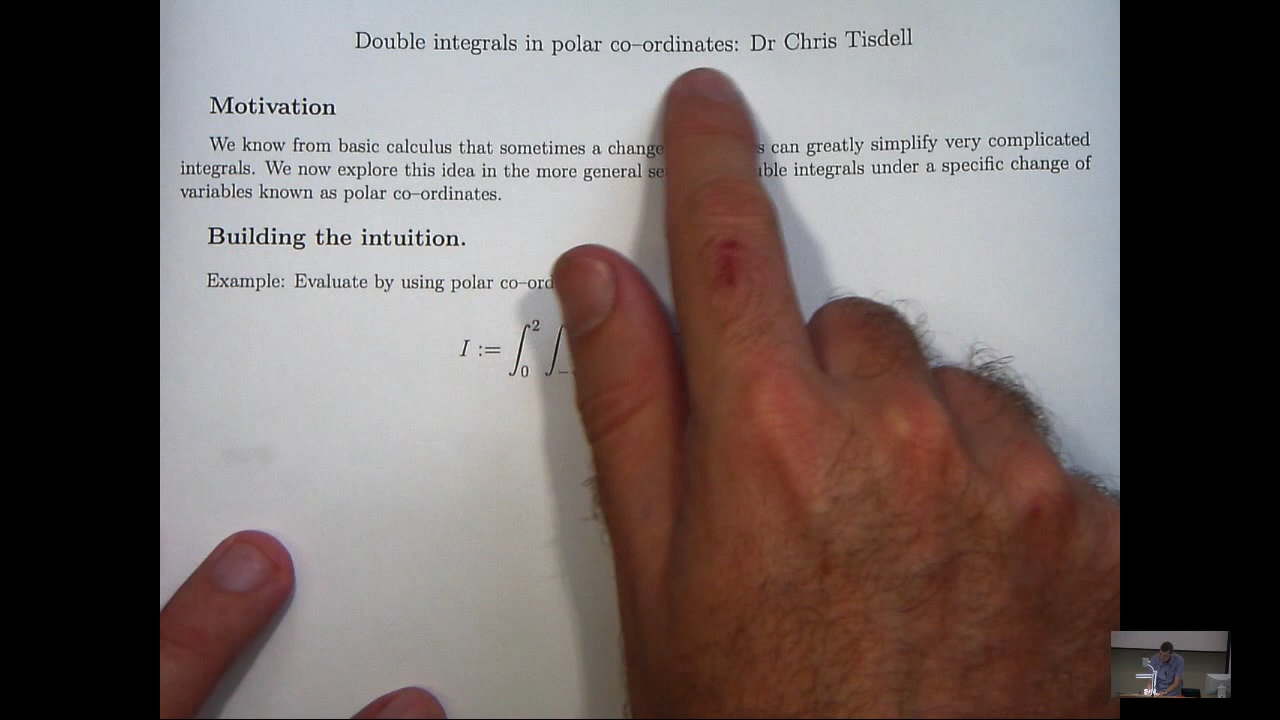 Double integrals in polar co–ordinates: Dr Chris Tisdell
Motivation
We know from basic calculus that sometimes a change s can greatly simplify very complicated
integrals. We now explore this idea in the more general se ble integrals under a specific change of
variables known as polar co–ordinates.
Building the intuition.
Example: Evaluate by using polar co–ord
I := ∫₀² ∫₋